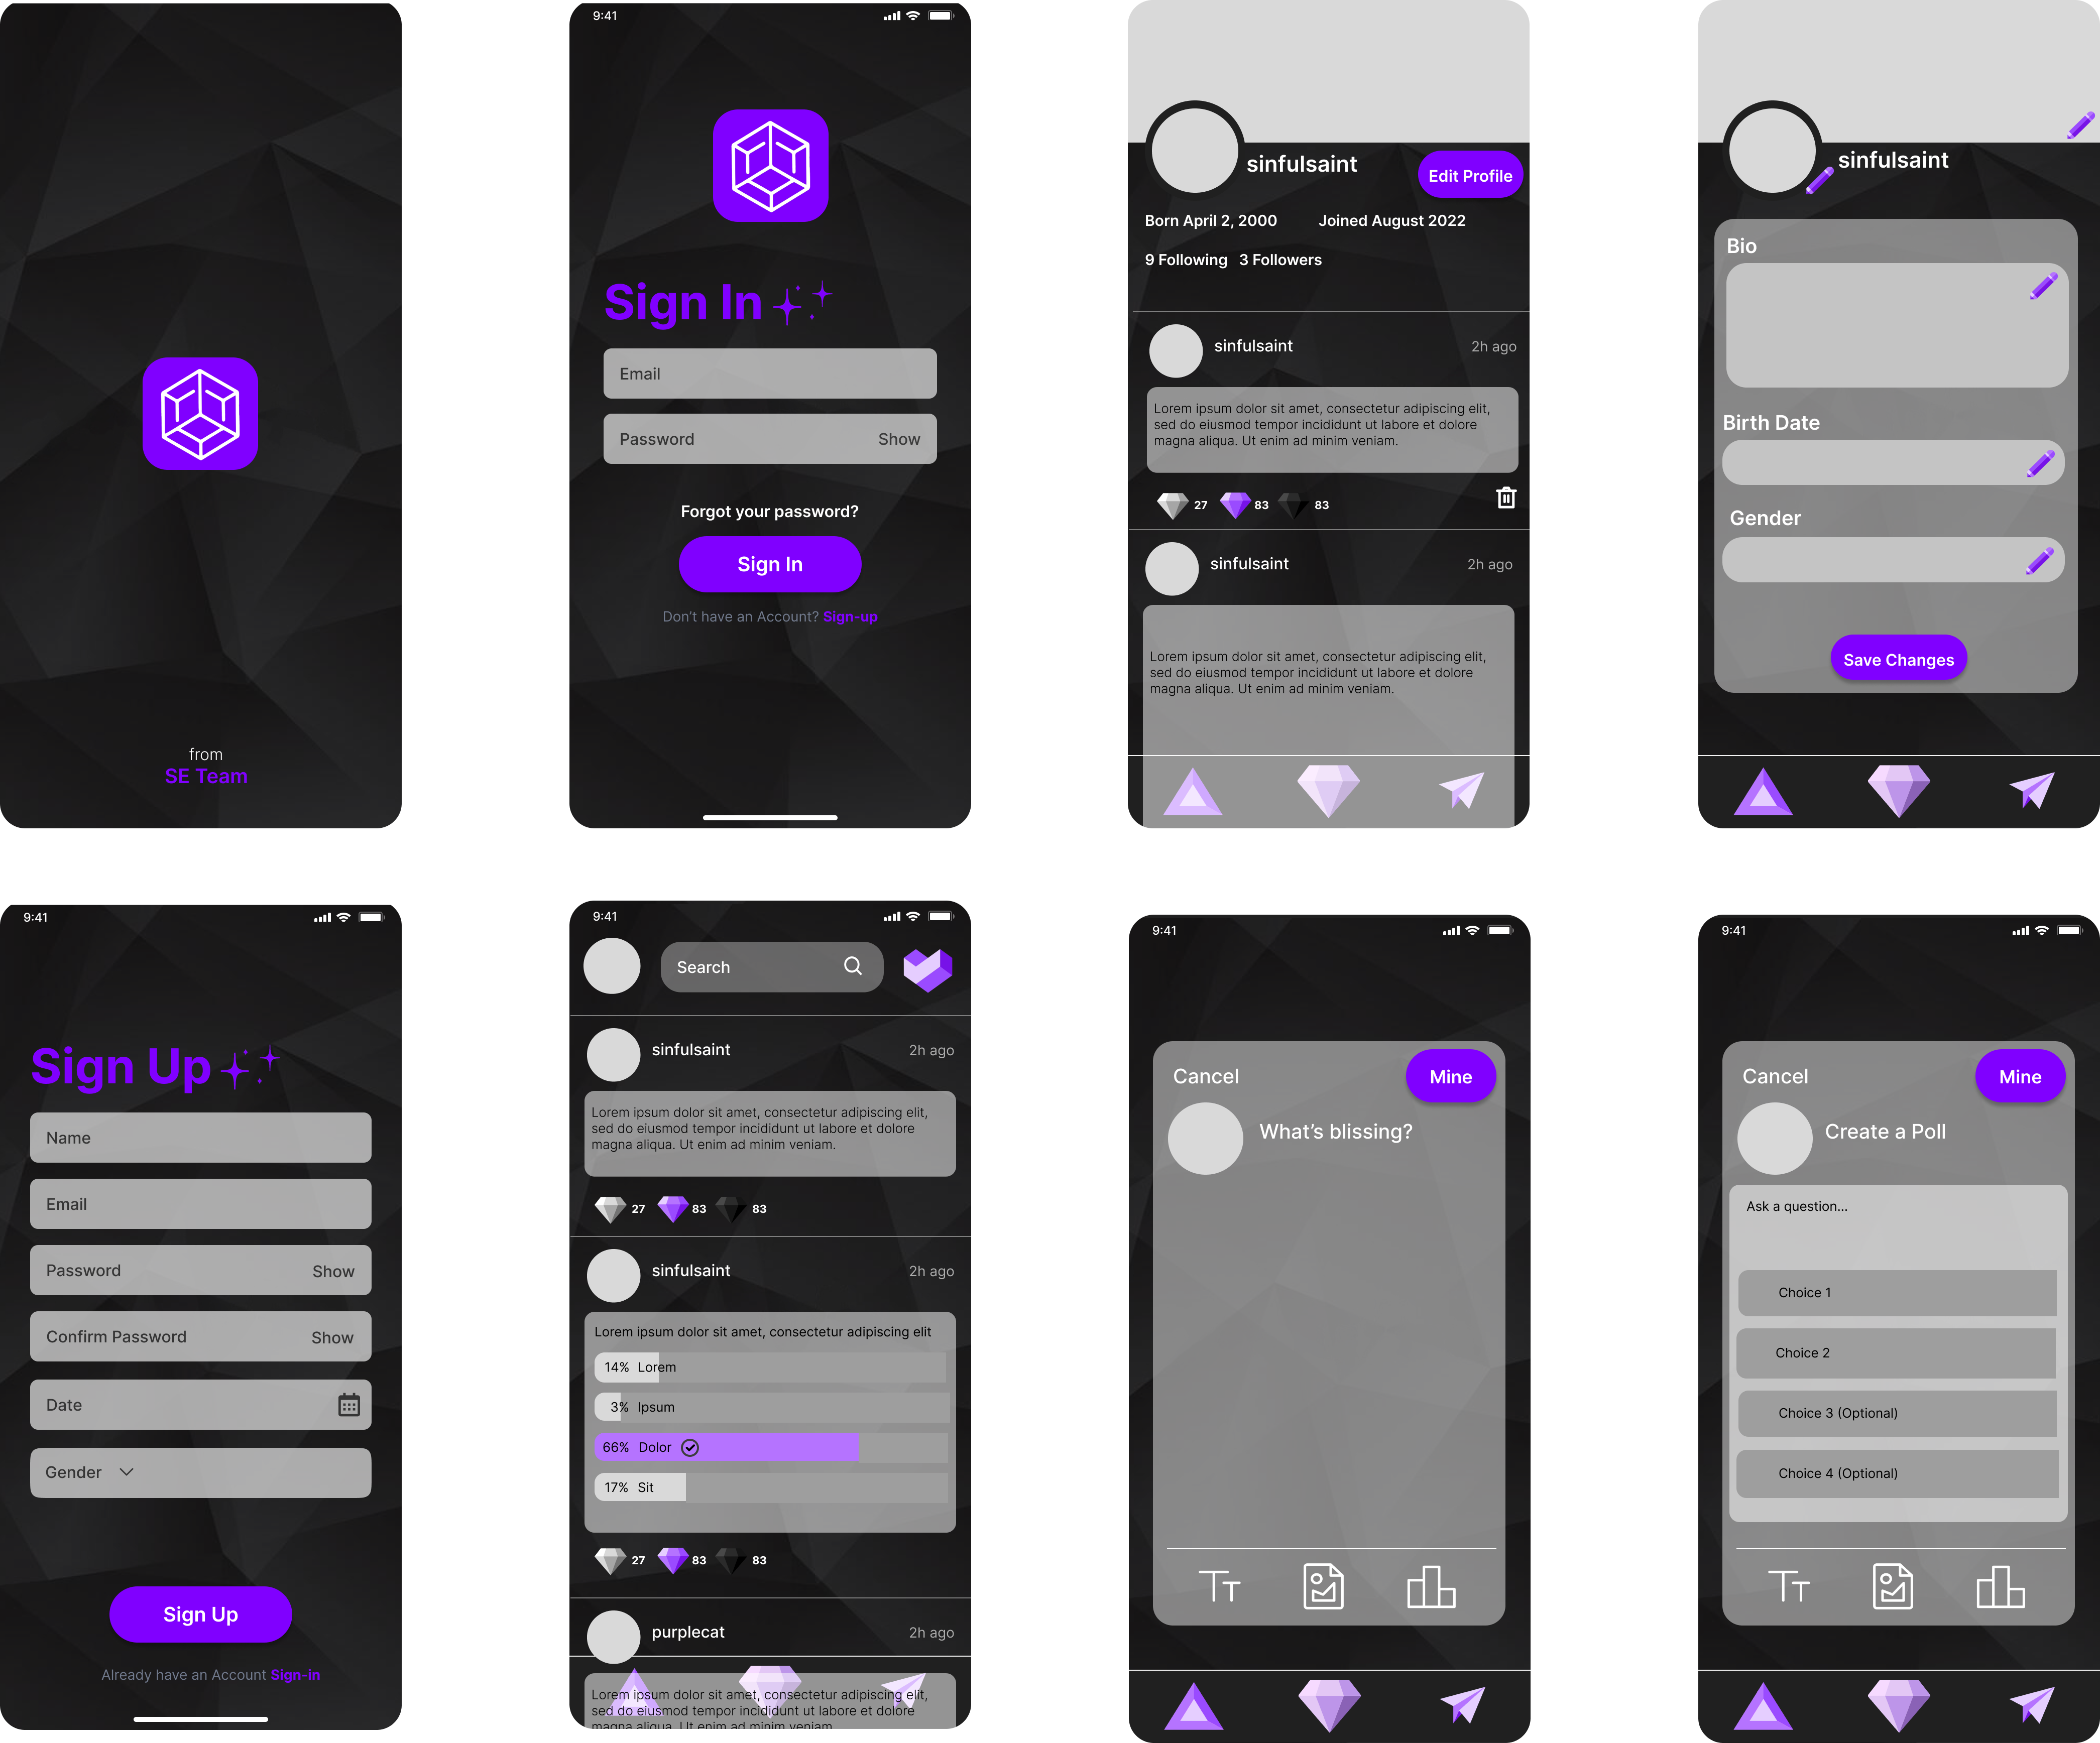 from
SE Team
9:41
Sign In
Email
Password Show
Forgot your password?
Sign In
Don't have an Account? Sign-up
sinfulsaint Edit Profile
Born April 2, 2000 Joined August 2022
9 Following 3 Followers
sinfulsaint 2h ago
Lorem ipsum dolor sit amet, consectetur adipiscing elit,
sed do eiusmod tempor incididunt ut labore et dolore
magna aliqua. Ut enim ad minim veniam.
27 83 83
sinfulsaint 2h ago
Lorem ipsum dolor sit amet, consectetur adipiscing elit,
sed do eiusmod tempor incididunt ut labore et dolore
magna aliqua. Ut enim ad minim veniam.
sinfulsaint
Bio
Birth Date
Gender
Save Changes
9:41
Sign Up
Name
Email
Password Show
Confirm Password Show
Date
Gender
Sign Up
Already have an Account Sign-in
9:41
Search
sinfulsaint 2h ago
Lorem ipsum dolor sit amet, consectetur adipiscing elit,
sed do eiusmod tempor incididunt ut labore et dolore
magna aliqua. Ut enim ad minim veniam.
27 83 83
sinfulsaint 2h ago
Lorem ipsum dolor sit amet, consectetur adipiscing elit
14% Lorem
3% Ipsum
66% Dolor
17% Sit
27 83 83
purplecat 2h ago
Lorem ipsum dolor sit amet, consectetur adipiscing elit,
sed do eiusmod tempor incididunt ut labore et dolore
magna aliqua. Ut enim ad minim veniam.
9:41
Cancel Mine
What's blissing?
Tт
9:41
Cancel Mine
Create a Poll
Ask a question...
Choice 1
Choice 2
Choice 3 (Optional)
Choice 4 (Optional)
Tт